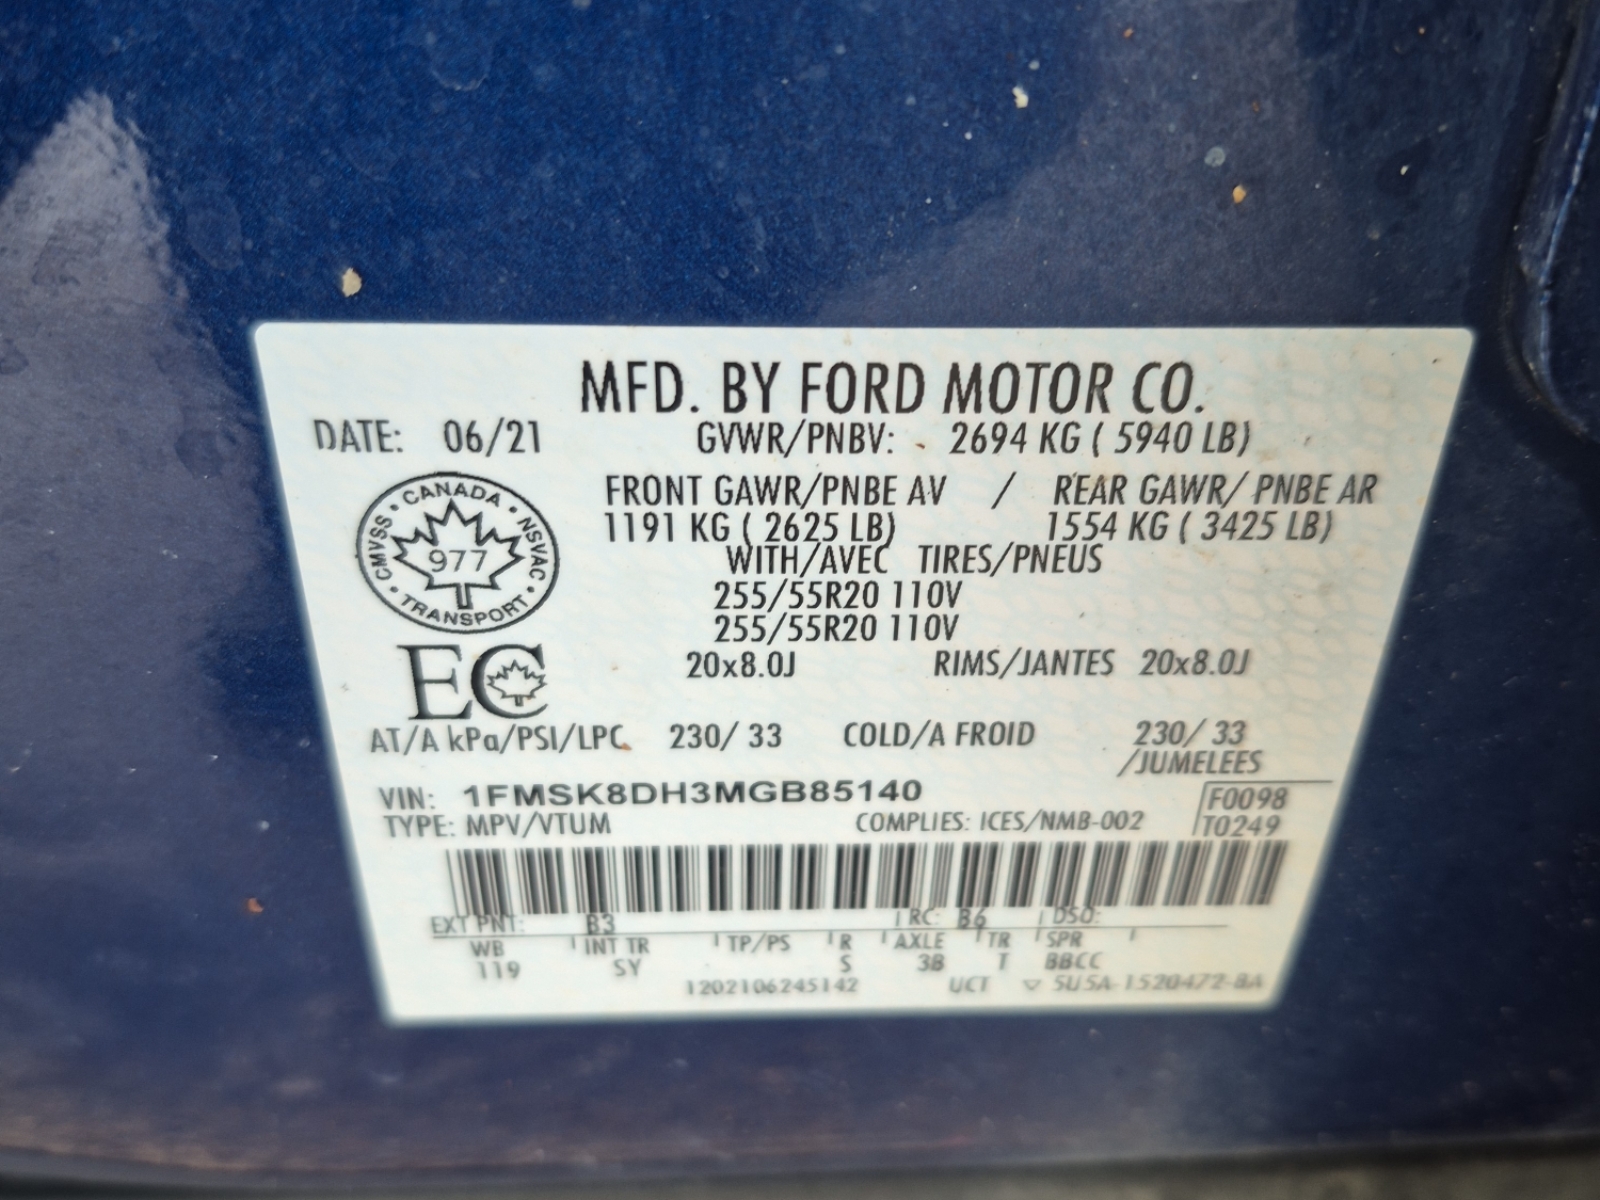 MFD. BY FORD MOTOR CO.
DATE: 06/21 GVWR/PNBV: 2694 KG ( 5940 LB)
FRONT GAWR/PNBE AV / REAR GAWR/ PNBE AR
1191 KG ( 2625 LB) 1554 KG ( 3425 LB)
WITH/AVEC TIRES/PNEUS
255/55R20 110V
255/55R20 110V
20x8.0J RIMS/JANTES 20x8.0J
CANADA
CMVSS 977 NSVAC
TRANSPORT
EC
AT/A kPa/PSI/LPC 230/ 33 COLD/A FROID 230/ 33
/JUMELEES
VIN: 1FMSK8DH3MGB85140 F0098
TYPE: MPV/VTUM COMPLIES: ICES/NMB-002 T0249
EXT PNT: B3 RC: B6 DSO:
WB INT TR TP/PS R AXLE TR SPR
119 SY S 3B T BBCC
1202106245142 UCT ▽ 5U5A-1520472-BA